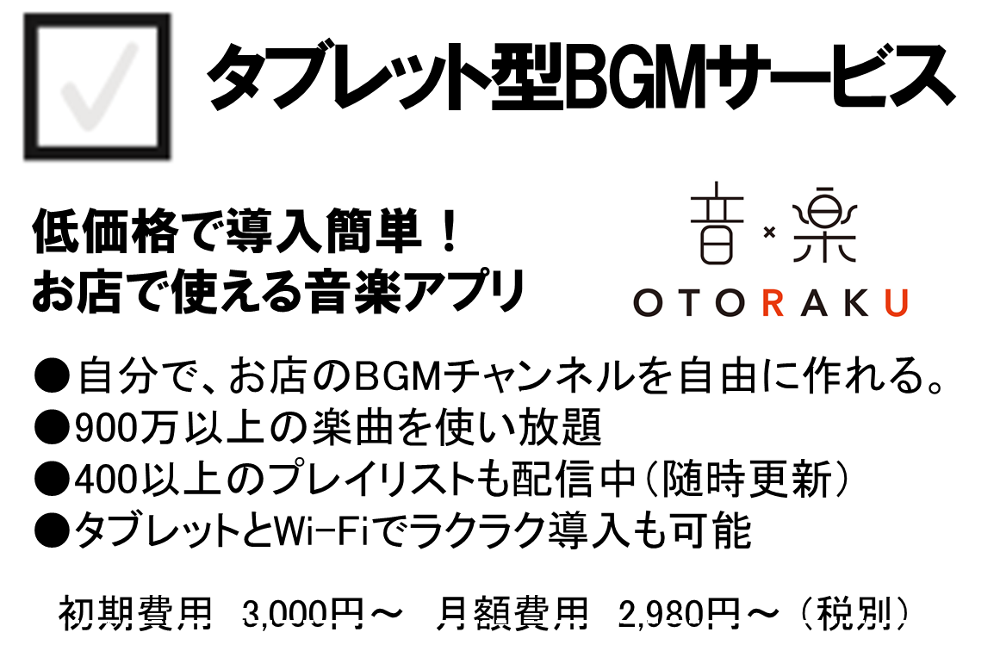 タブレット型BGMサービス
低価格で導入簡単！
お店で使える音楽アプリ
音×楽
OTORAKU
●自分で、お店のBGMチャンネルを自由に作れる。
●900万以上の楽曲を使い放題
●400以上のプレイリストも配信中（随時更新）
●タブレットとWi-Fiでラクラク導入も可能
初期費用　3,000円～　月額費用　2,980円～（税別）